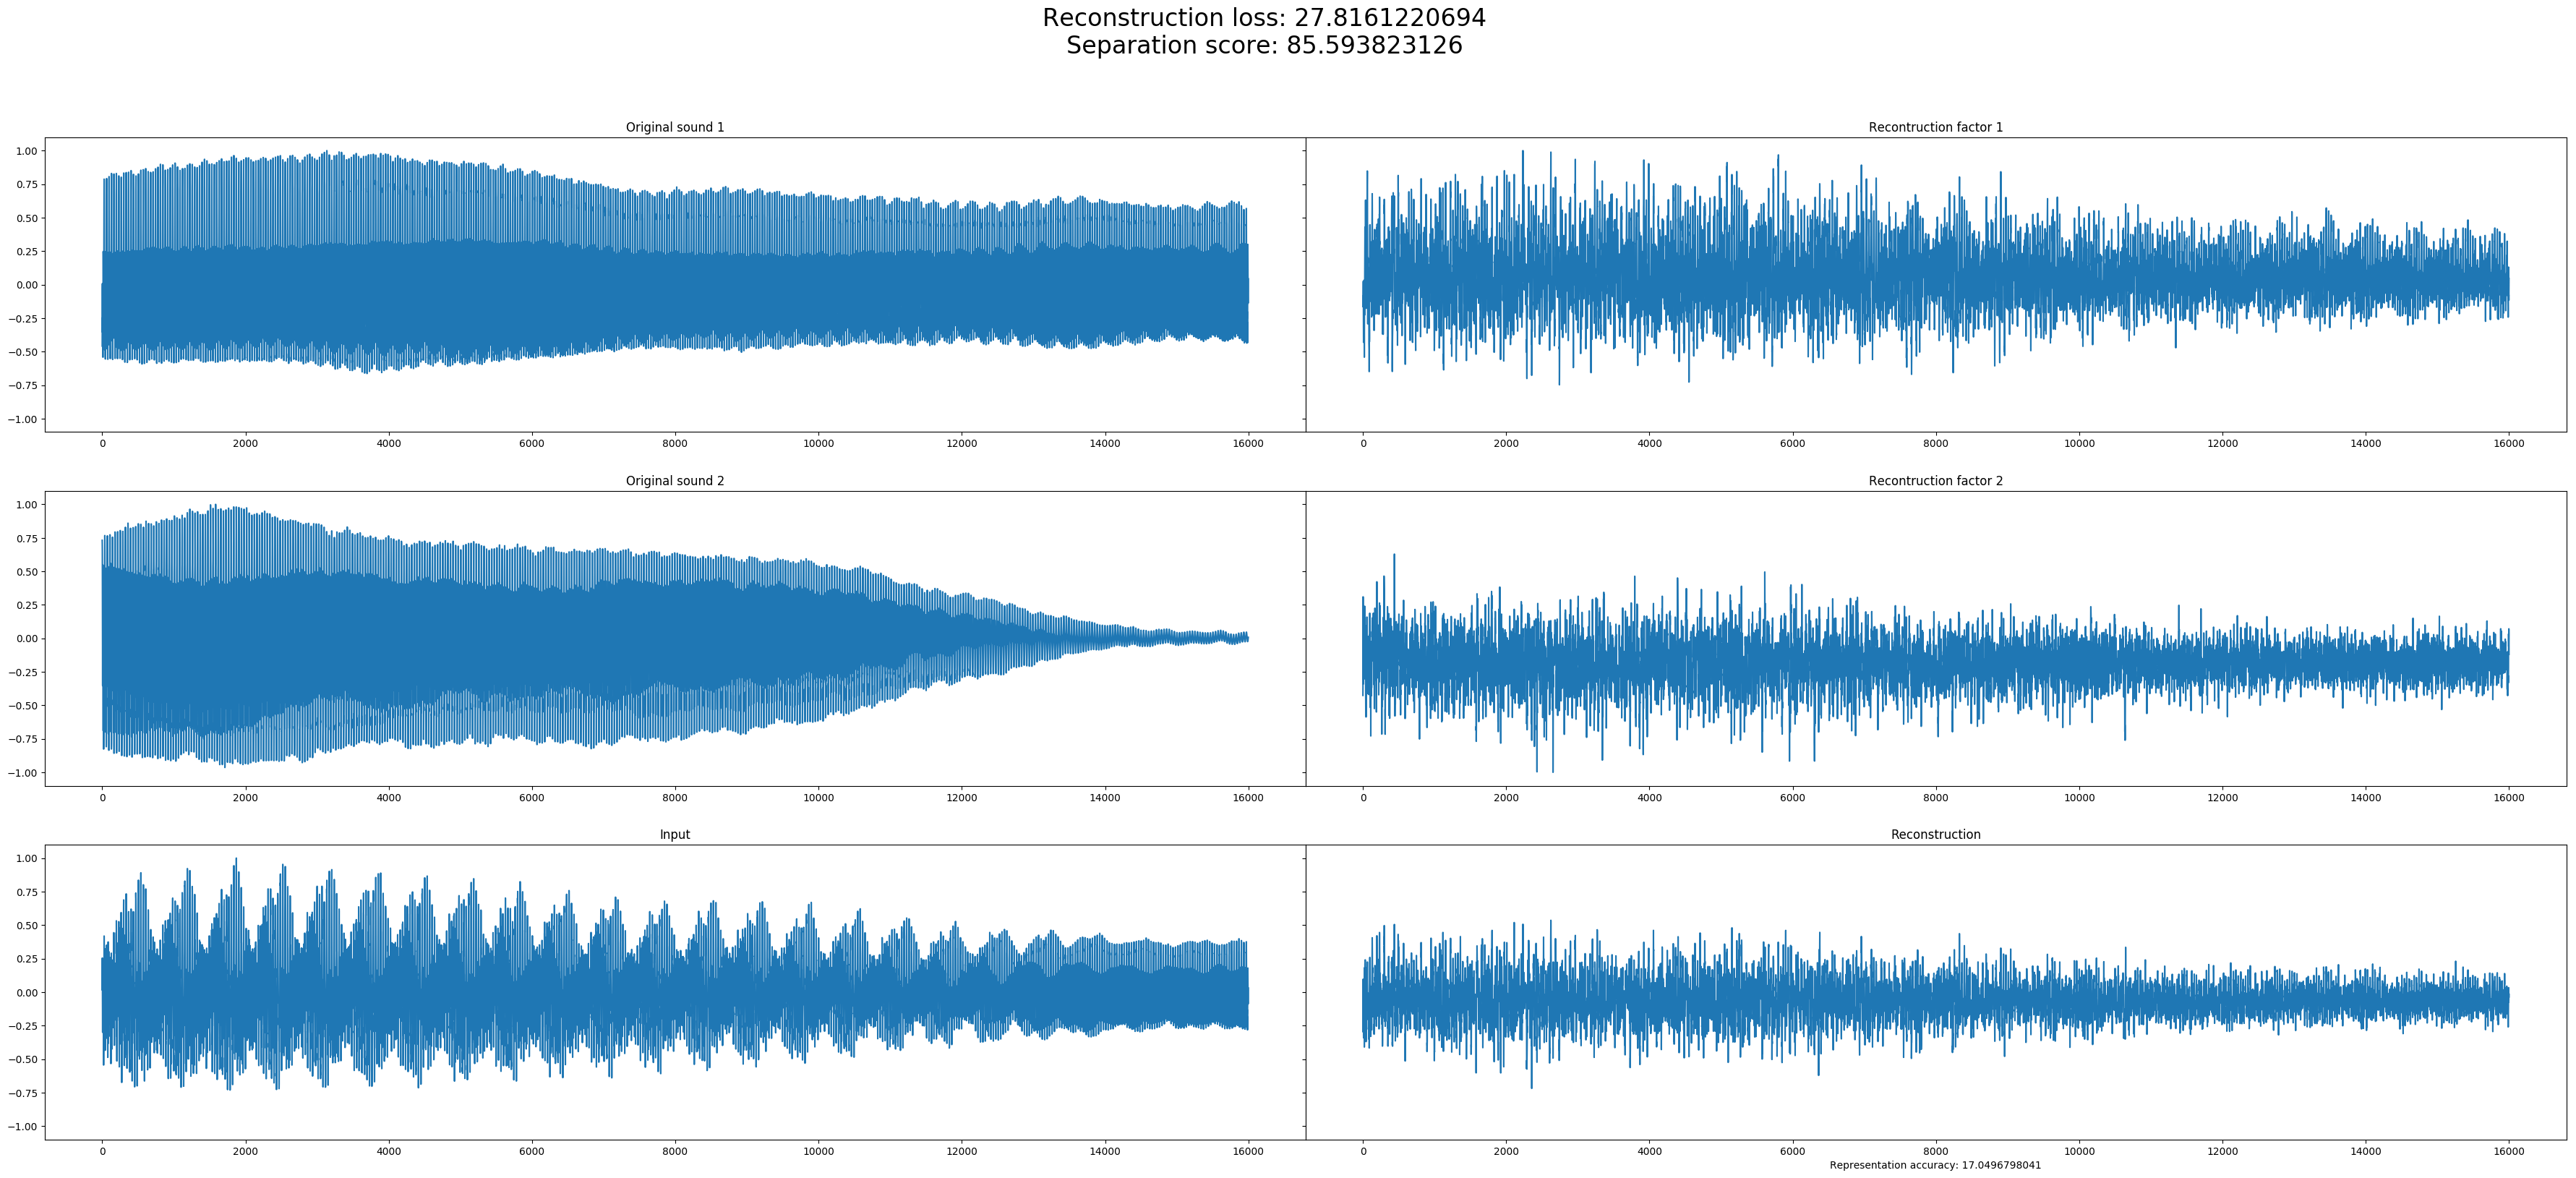 Reconstruction loss: 27.8161220694
Separation score: 85.593823126
Original sound 1
Recontruction factor 1
1.00
0.75
0.50
0.25
0.00
−0.25
−0.50
−0.75
−1.00
0 2000 4000 6000 8000 10000 12000 14000 16000
0 2000 4000 6000 8000 10000 12000 14000 16000
Original sound 2
Recontruction factor 2
1.00
0.75
0.50
0.25
0.00
−0.25
−0.50
−0.75
−1.00
0 2000 4000 6000 8000 10000 12000 14000 16000
0 2000 4000 6000 8000 10000 12000 14000 16000
Input
Reconstruction
1.00
0.75
0.50
0.25
0.00
−0.25
−0.50
−0.75
−1.00
0 2000 4000 6000 8000 10000 12000 14000 16000
0 2000 4000 6000 8000 10000 12000 14000 16000
Representation accuracy: 17.0496798041